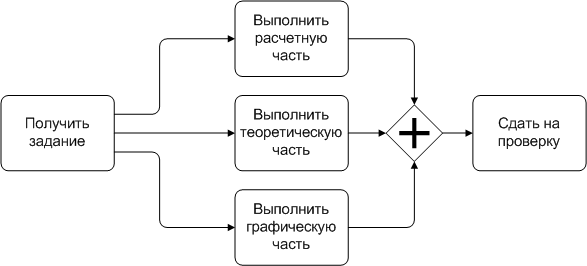 Получить
задание
Выполнить
расчетную
часть
Выполнить
теоретическую
часть
Выполнить
графическую
часть
Сдать на
проверку